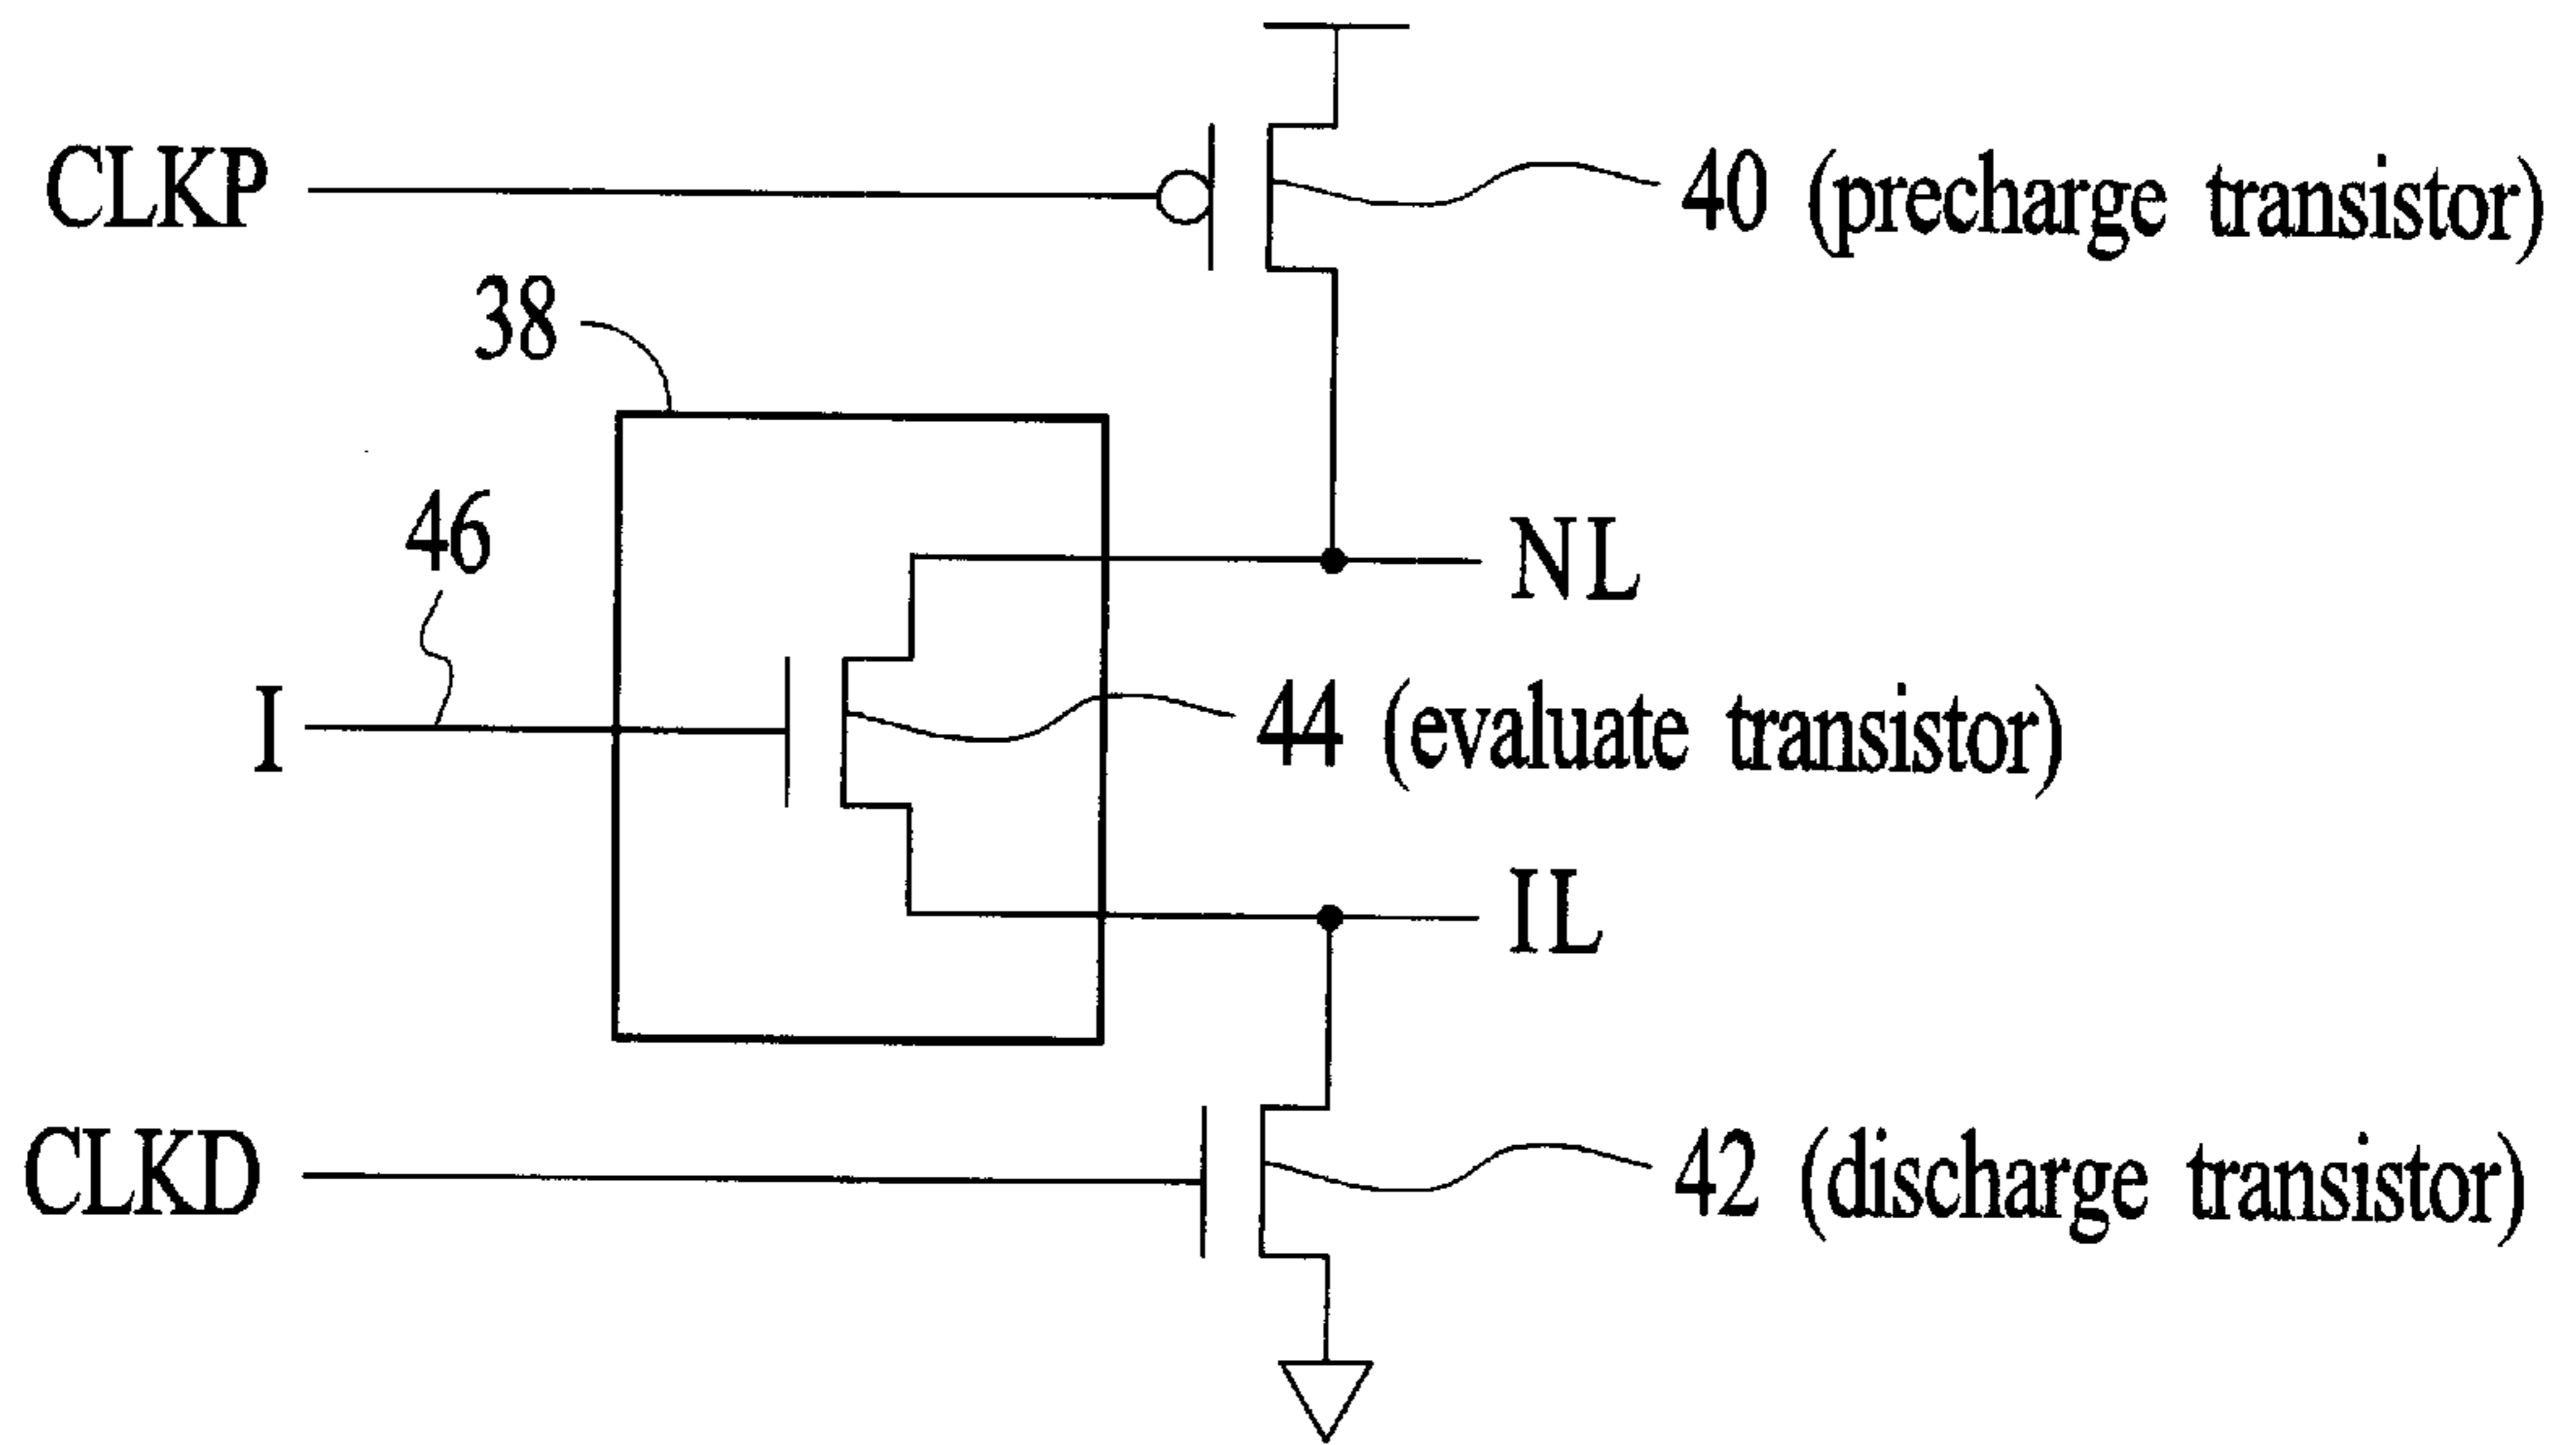 CLKP
40 (precharge transistor)
38
46
NL
I
44 (evaluate transistor)
IL
CLKD
42 (discharge transistor)